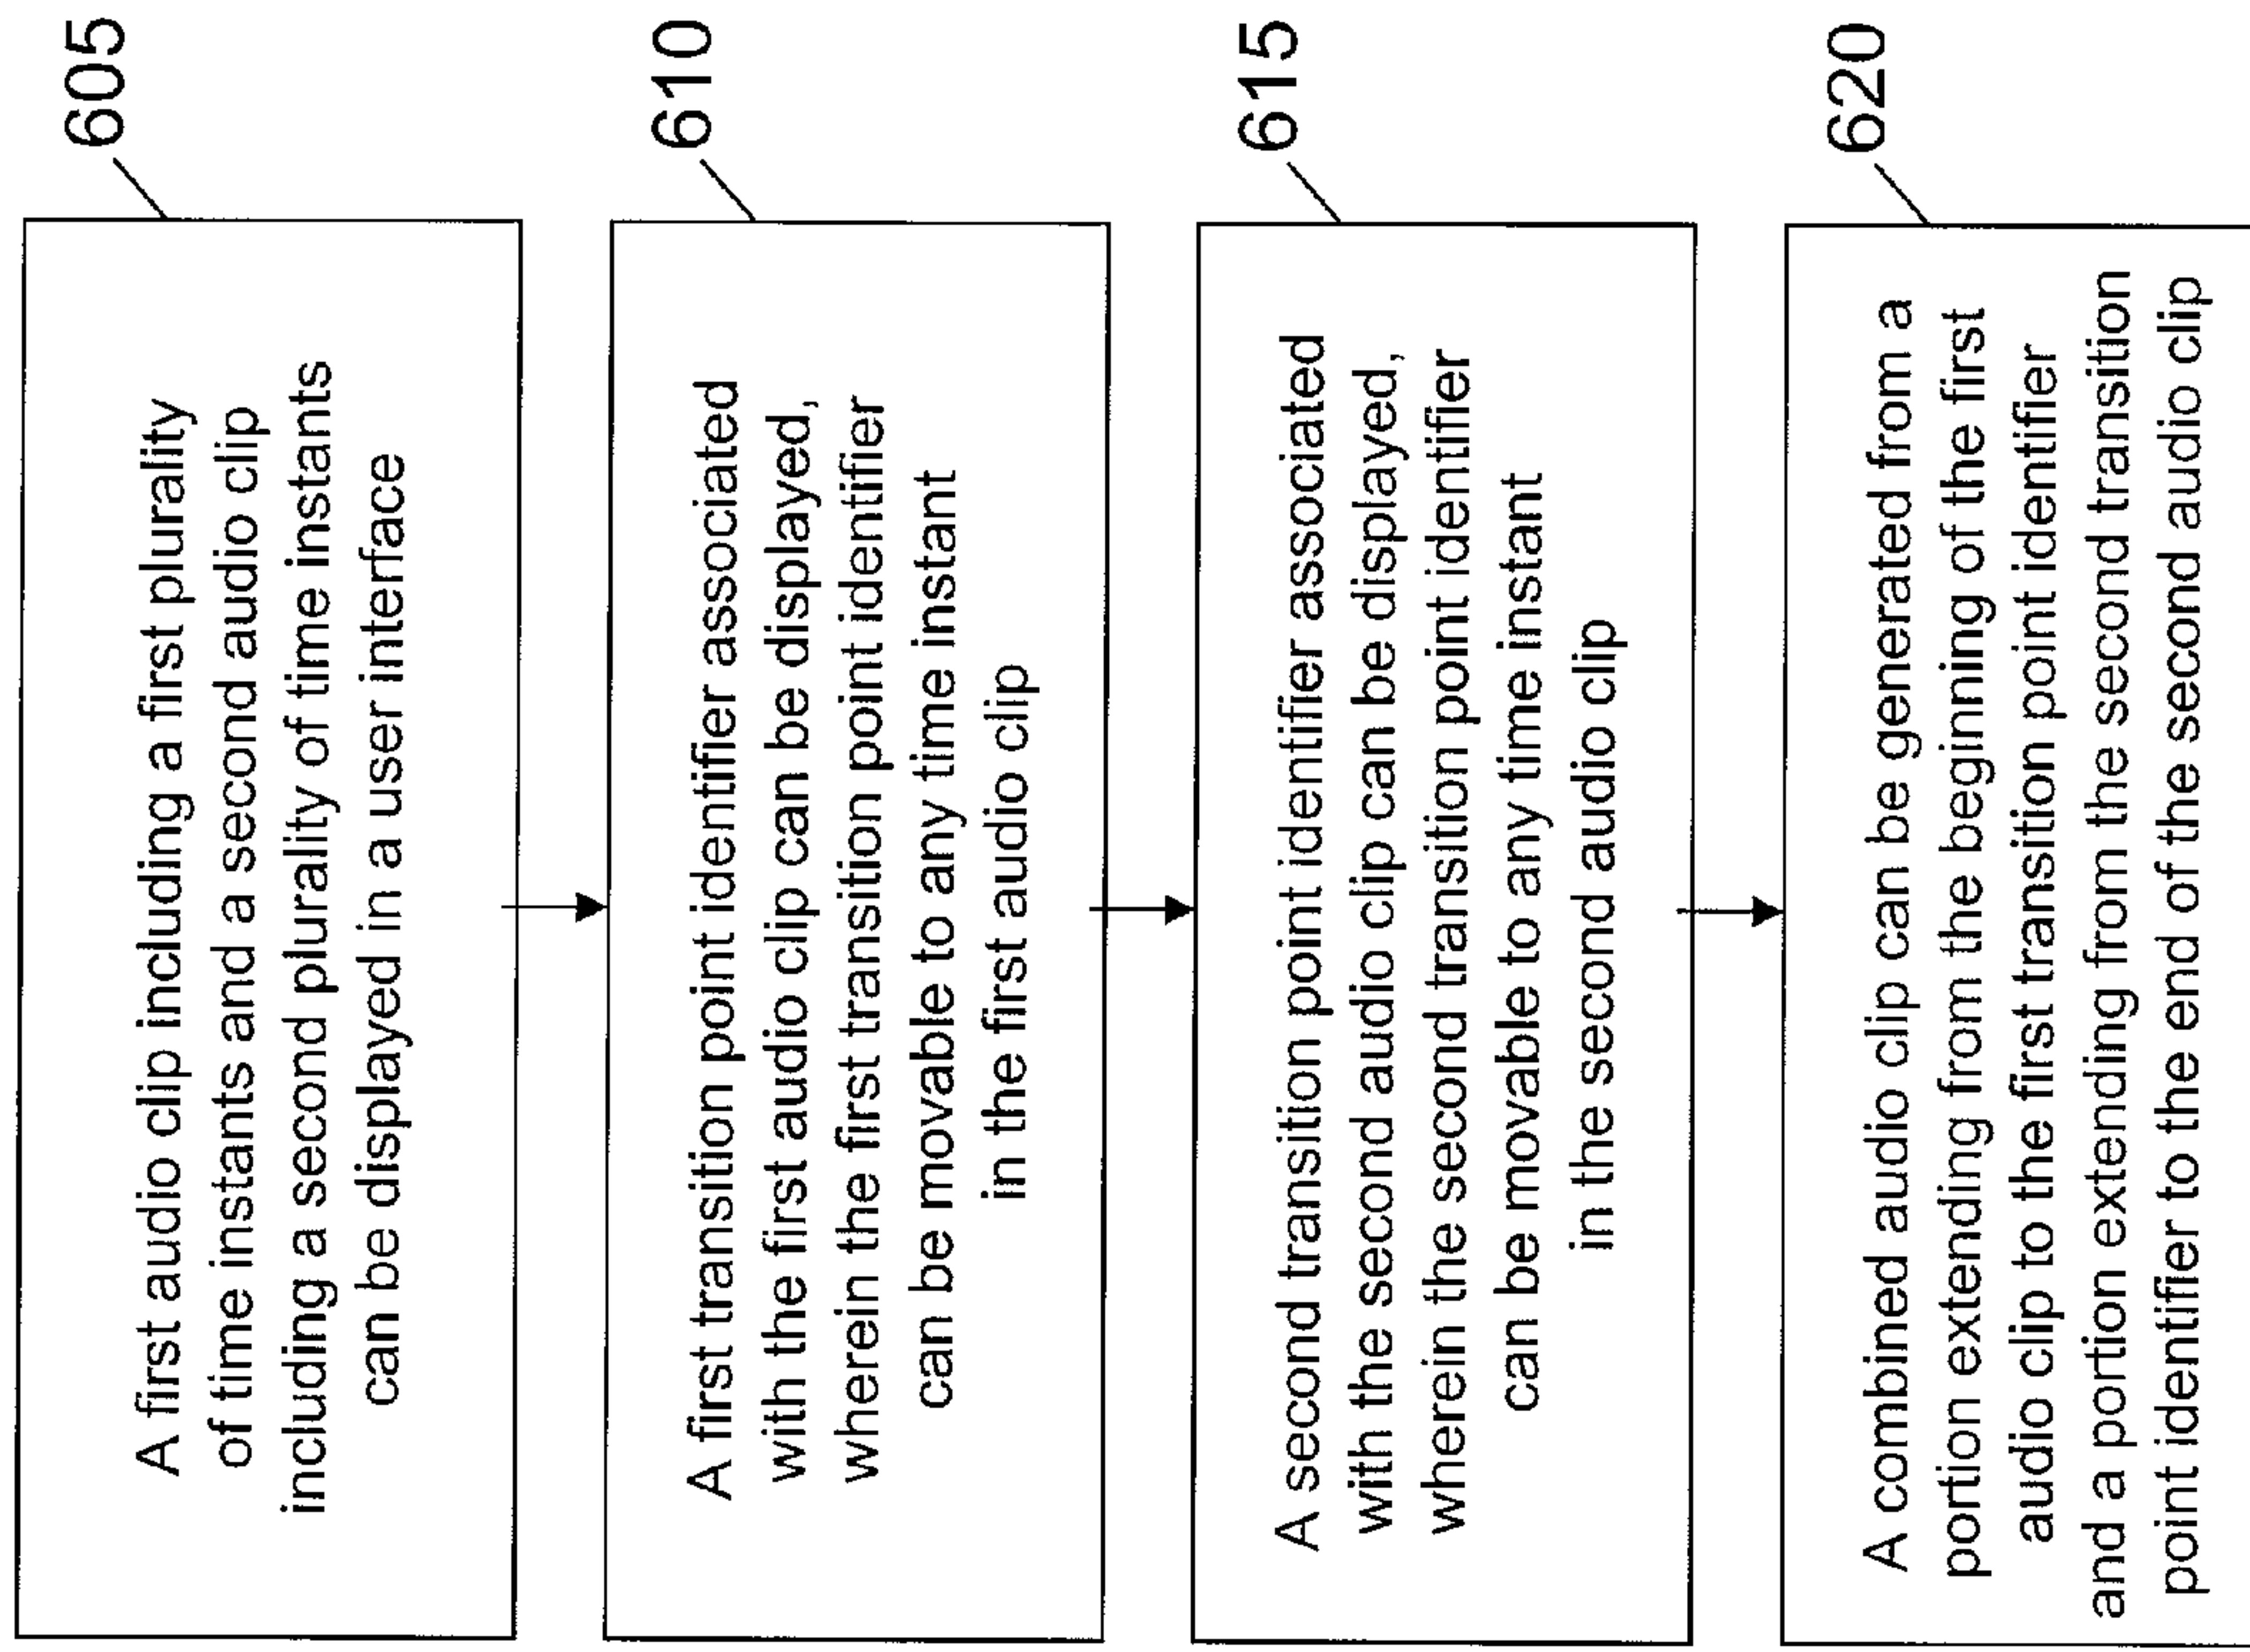 605
A first audio clip including a first plurality
of time instants and a second audio clip
including a second plurality of time instants
can be displayed in a user interface
610
A first transition point identifier associated
with the first audio clip can be displayed,
wherein the first transition point identifier
can be movable to any time instant
in the first audio clip
615
A second transition point identifier associated
with the second audio clip can be displayed,
wherein the second transition point identifier
can be movable to any time instant
in the second audio clip
620
A combined audio clip can be generated from a
portion extending from the beginning of the first
audio clip to the first transition point identifier
and a portion extending from the second transition
point identifier to the end of the second audio clip